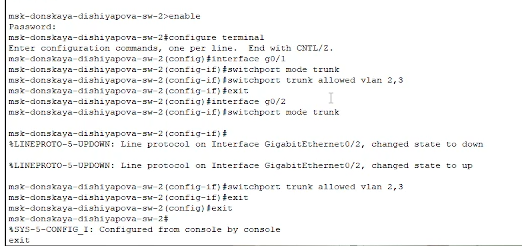 msk-donskaya-dishiyapova-sw-2>enable
Password:
msk-donskaya-dishiyapova-sw-2#configure terminal
Enter configuration commands, one per line.  End with CNTL/Z.
msk-donskaya-dishiyapova-sw-2(config)#interface g0/1
msk-donskaya-dishiyapova-sw-2(config-if)#switchport mode trunk
msk-donskaya-dishiyapova-sw-2(config-if)#switchport trunk allowed vlan 2,3
msk-donskaya-dishiyapova-sw-2(config-if)#exit
msk-donskaya-dishiyapova-sw-2(config)#interface g0/2
msk-donskaya-dishiyapova-sw-2(config-if)#switchport mode trunk
msk-donskaya-dishiyapova-sw-2(config-if)#
%LINEPROTO-5-UPDOWN: Line protocol on Interface GigabitEthernet0/2, changed state to down
%LINEPROTO-5-UPDOWN: Line protocol on Interface GigabitEthernet0/2, changed state to up
msk-donskaya-dishiyapova-sw-2(config-if)#switchport trunk allowed vlan 2,3
msk-donskaya-dishiyapova-sw-2(config-if)#exit
msk-donskaya-dishiyapova-sw-2(config)#exit
msk-donskaya-dishiyapova-sw-2#
%SYS-5-CONFIG_I: Configured from console by console
exit